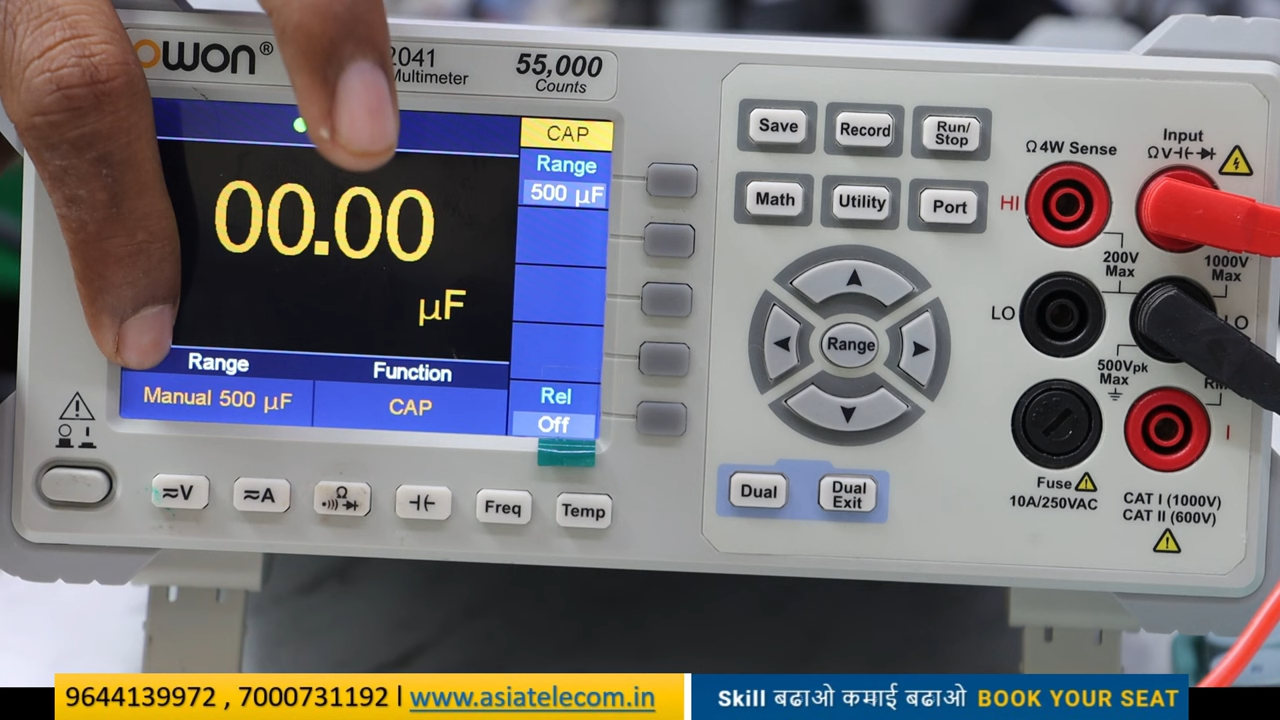 owon®
2041
Multimeter
55,000
Counts
CAP
Range
500 µF
00.00
µF
Range
Function
Manual 500 µF
CAP
Rel
Off
≂V
≂A
Ω
Freq
Temp
Save
Record
Run/
Stop
Math
Utility
Port
Range
Dual
Dual
Exit
Ω 4W Sense
Input
ΩV
HI
200V
Max
1000V
Max
LO
LO
500Vpk
Max
I
Fuse
10A/250VAC
CAT I (1000V)
CAT II (600V)
9644139972 , 7000731192 l www.asiatelecom.in
Skill बढाओ कमाई बढाओ BOOK YOUR SEAT